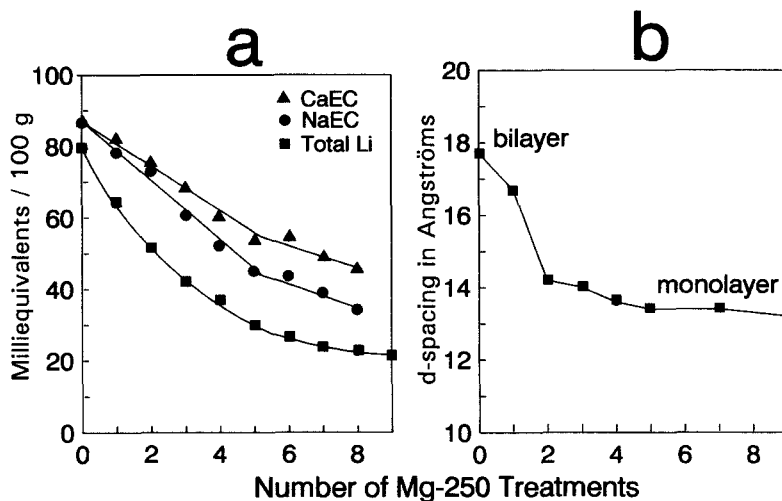 a
b
100
80
60
40
20
0
Milliequivalents / 100 g
CaEC
NaEC
Total Li
0 2 4 6 8
20
18
16
14
12
10
d-spacing in Angströms
bilayer
monolayer
0 2 4 6 8
Number of Mg-250 Treatments